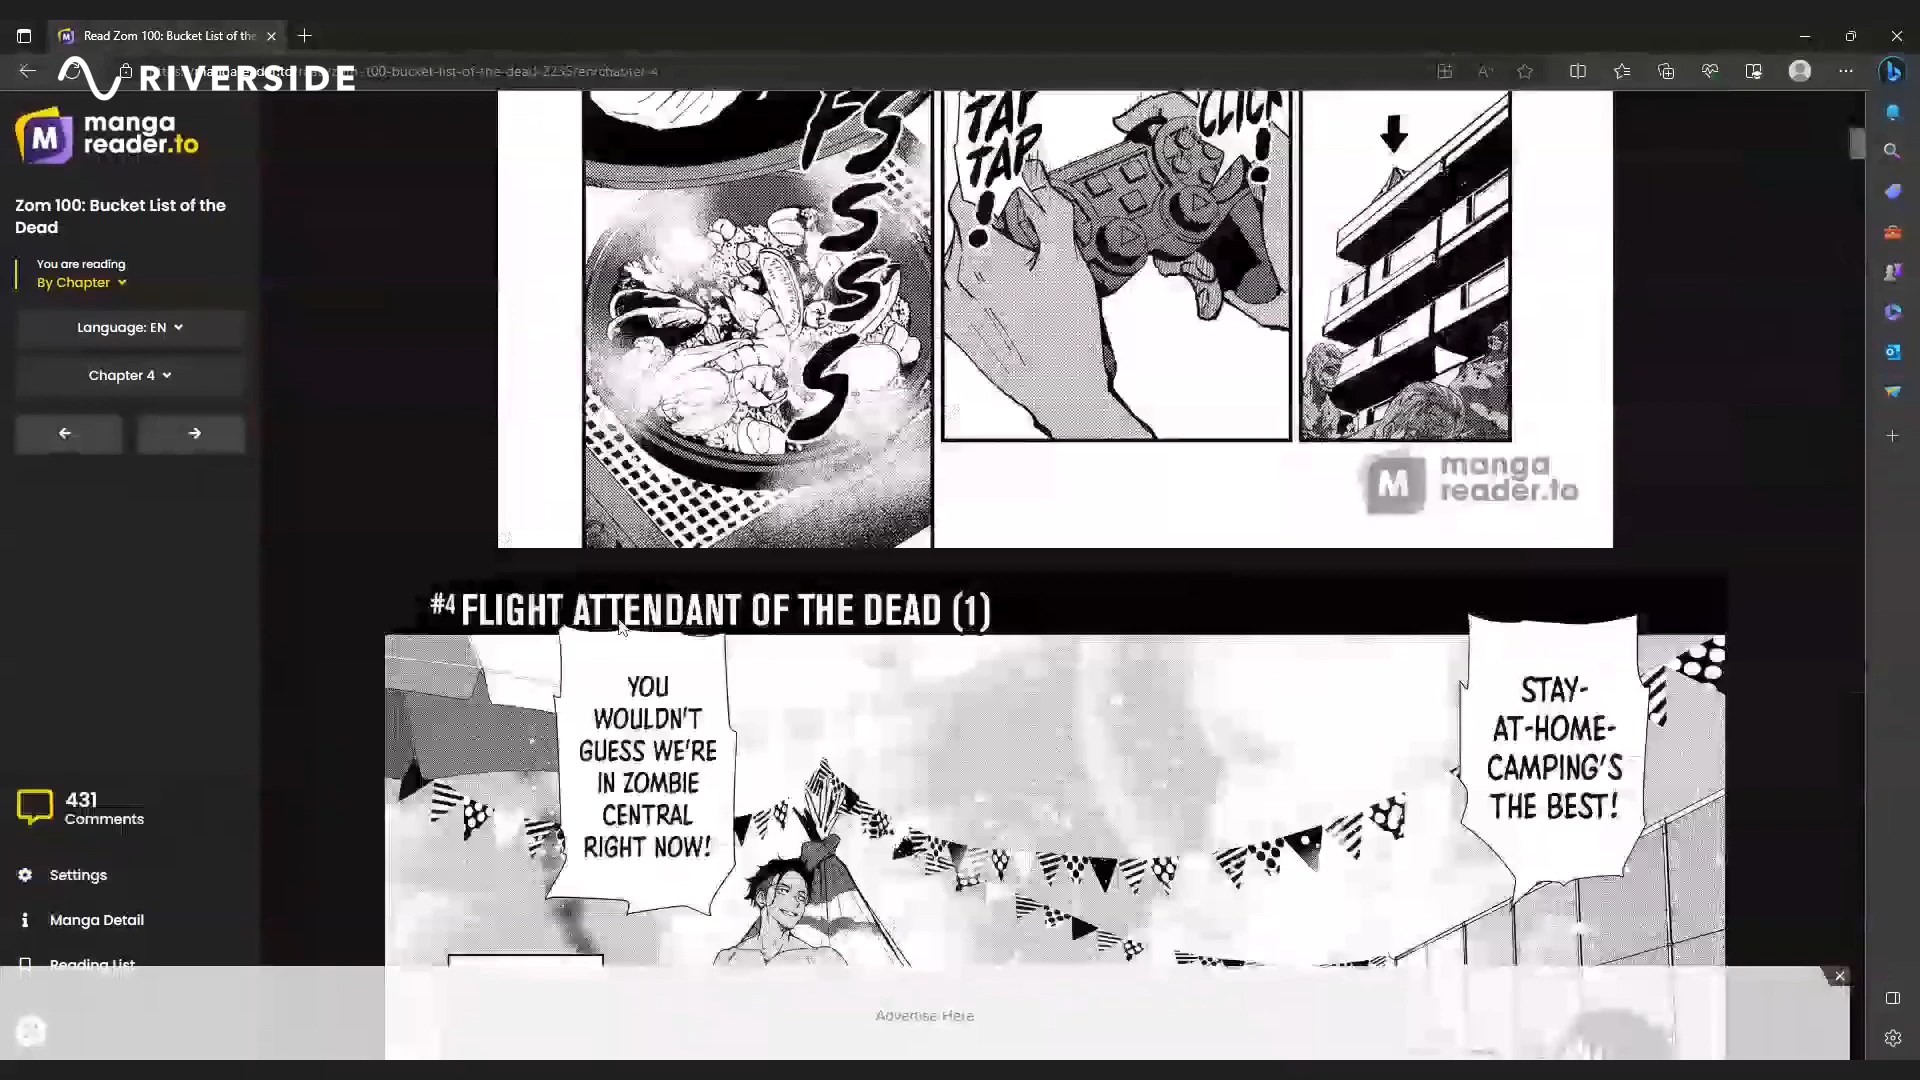 Read Zom 100: Bucket List of the
RIVERSIDE
manga
reader.to
Zom 100: Bucket List of the
Dead
You are reading
By Chapter
Language: EN
Chapter 4
431
Comments
Settings
Manga Detail
Reading List
FSSSS
TAP
TAP
CLICK
manga
reader.to
#4 FLIGHT ATTENDANT OF THE DEAD (1)
YOU
WOULDN'T
GUESS WE'RE
IN ZOMBIE
CENTRAL
RIGHT NOW!
STAY-
AT-HOME-
CAMPING'S
THE BEST!
Advertise Here